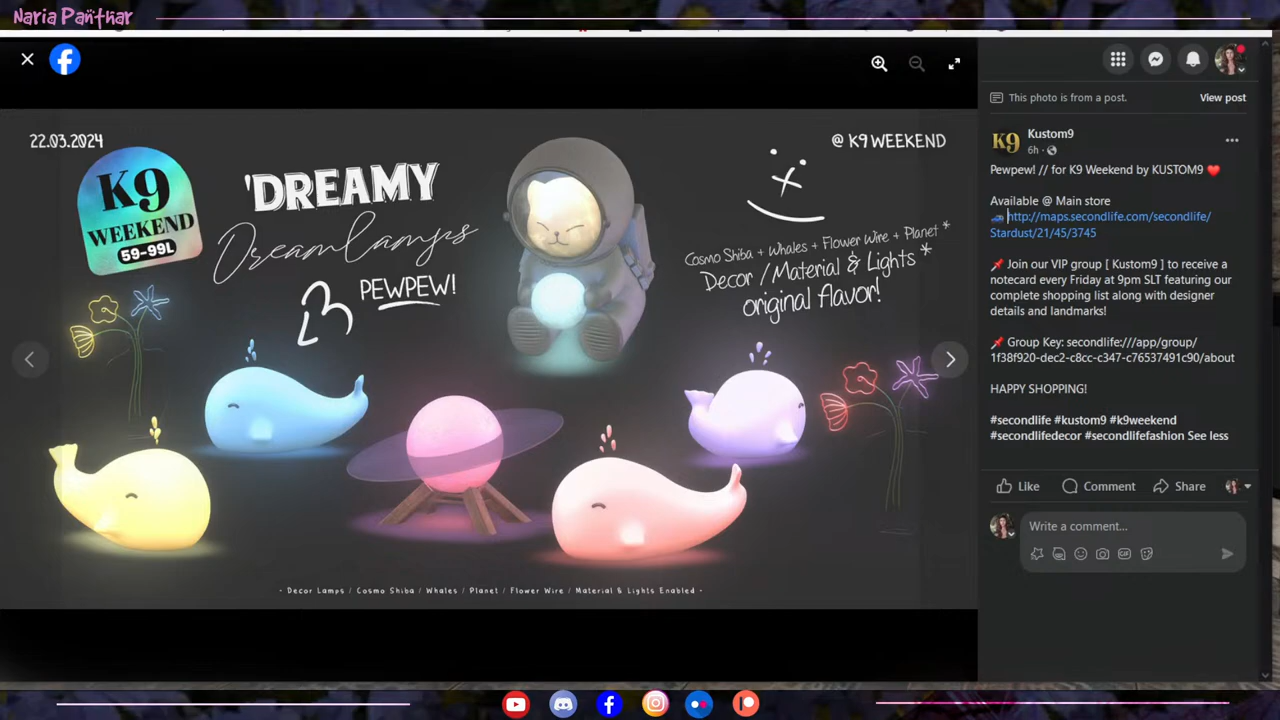 Naria Panthar
22.03.2024
K9
WEEKEND
59-99L
'DREAMY
Dreamlamps
PEWPEW!
@ K9 WEEKEND
Cosmo Shiba + Whales + Flower Wire + Planet *
Decor / Material & Lights *
original flavor!
- Decor Lamps / Cosmo Shiba / Whales / Planet / Flower Wire / Material & Lights Enabled -
This photo is from a post.
View post
K9
Kustom9
6h ·
Pewpew! // for K9 Weekend by KUSTOM9 ❤️
Available @ Main store
🚙 http://maps.secondlife.com/secondlife/
Stardust/21/45/3745
📌 Join our VIP group [ Kustom9 ] to receive a
notecard every Friday at 9pm SLT featuring our
complete shopping list along with designer
details and landmarks!
📌 Group Key: secondlife:///app/group/
1f38f920-dec2-c8cc-c347-c76537491c90/about
HAPPY SHOPPING!
#secondlife #kustom9 #k9weekend
#secondlifedecor #secondlifefashion See less
Like
Comment
Share
Write a comment...
GIF